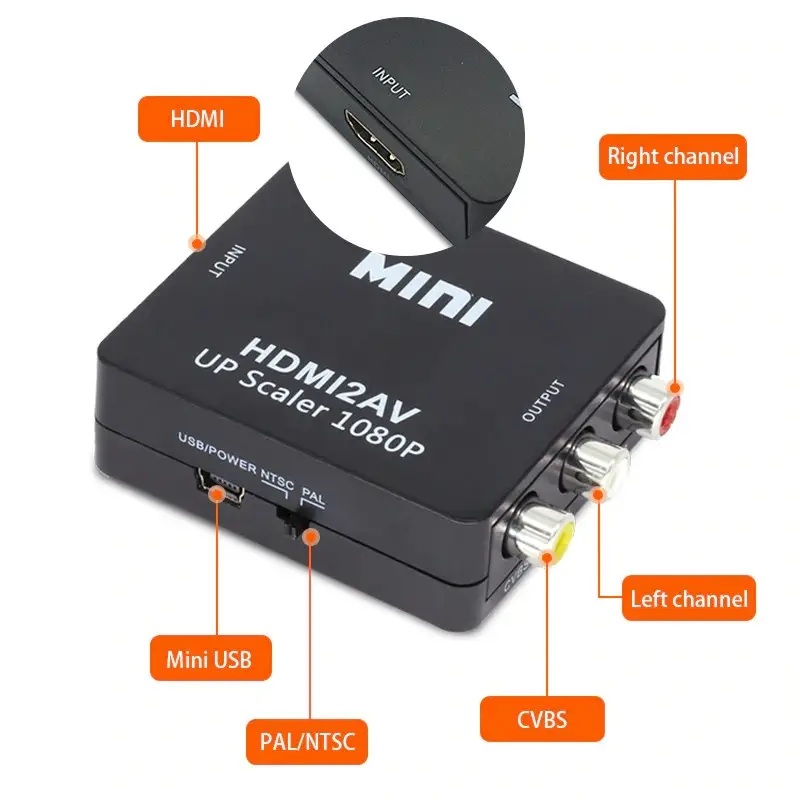 INPUT
HDMI
Right channel
INPUT
MINI
HDMI2AV
UP Scaler 1080P
OUTPUT
USB/POWER NTSC PAL
CVBS
Left channel
Mini USB
CVBS
PAL/NTSC